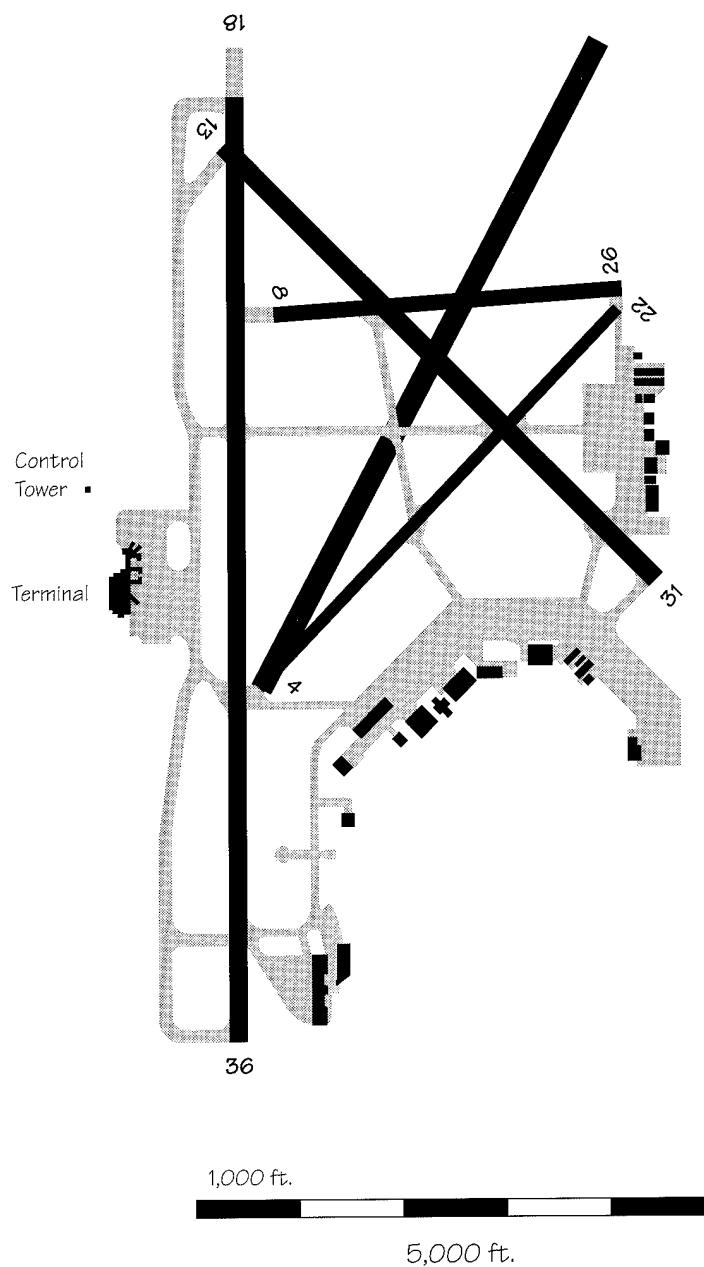 18
13
8
26
22
Control
Tower
Terminal
31
4
36
1,000 ft.
5,000 ft.